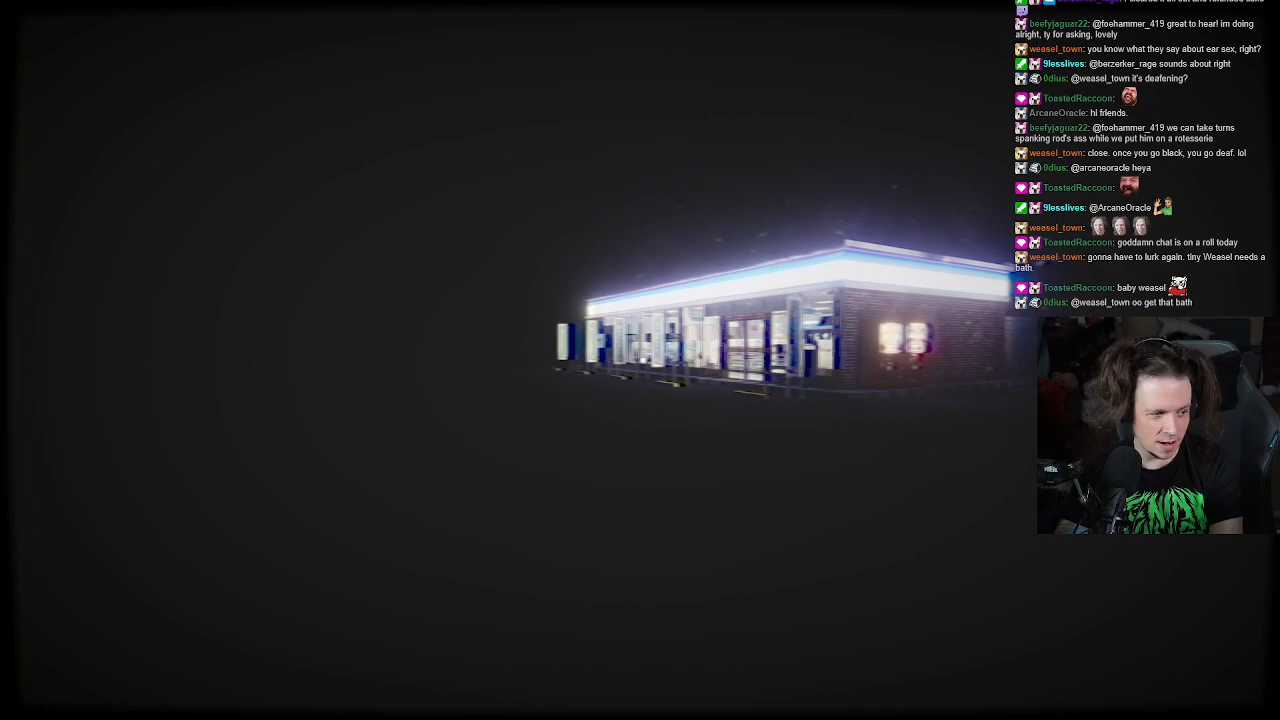 beefyjaguar22: @foehammer_419 great to hear! im doing
alright, ty for asking, lovely
weasel_town: you know what they say about ear sex, right?
9lesslives: @berzerker_rage sounds about right
0dius: @weasel_town it's deafening?
ToastedRaccoon:
ArcaneOracle: hI friends.
beefyjaguar22: @foehammer_419 we can take turns
spanking rod's ass while we put him on a rotesserie
weasel_town: close. once you go black, you go deaf. lol
0dius: @arcaneoracle heya
ToastedRaccoon:
9lesslives: @ArcaneOracle
weasel_town:
ToastedRaccoon: goddamn chat is on a roll today
weasel_town: gonna have to lurk again. tiny Weasel needs a
bath.
ToastedRaccoon: baby weasel
0dius: @weasel_town oo get that bath